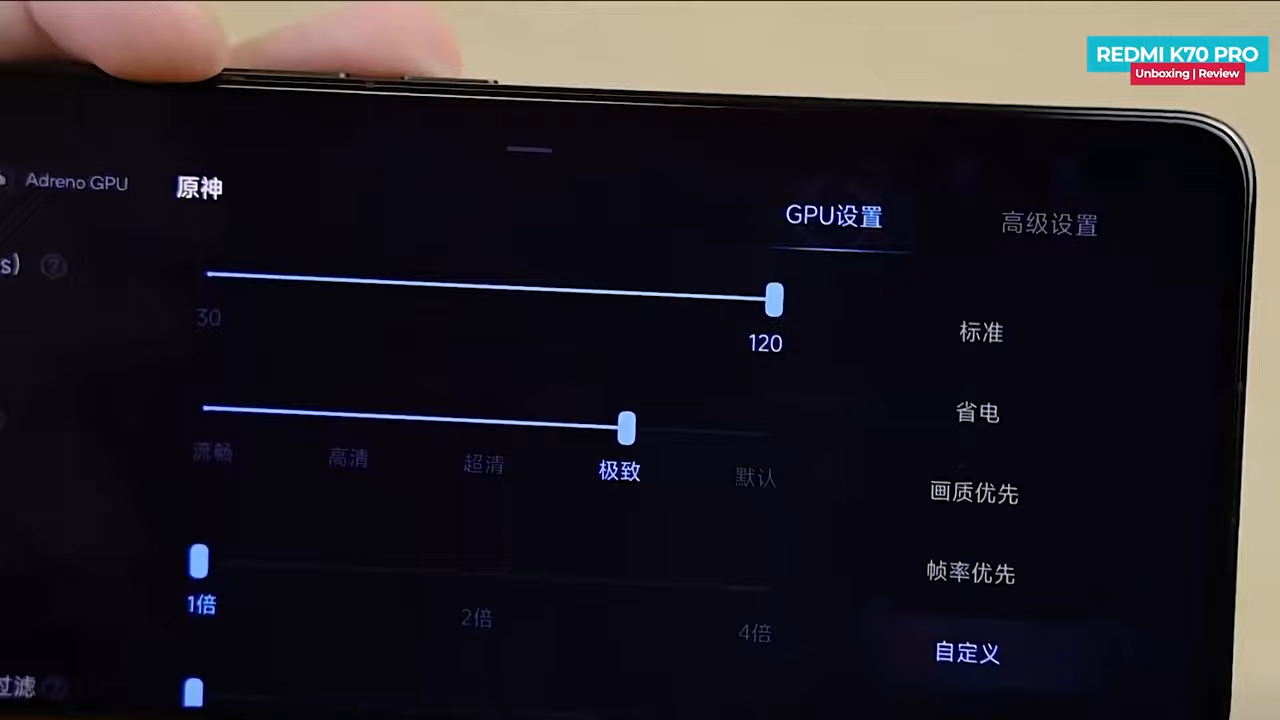 REDMI K70 PRO
Unboxing | Review
Adreno GPU
原神
GPU设置
高级设置
s)
30
120
标准
流畅
高清
超清
极致
默认
省电
画质优先
1倍
2倍
4倍
帧率优先
自定义
过滤